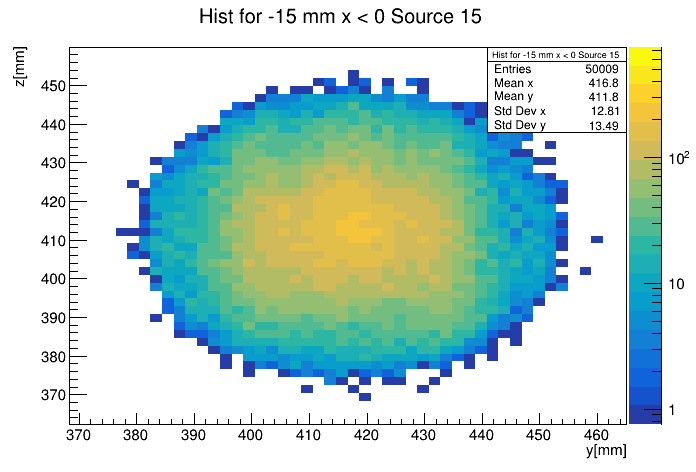 Hist for -15 mm x < 0 Source 15
Hist for -15 mm x < 0 Source 15
Entries 50009
Mean x 416.8
Mean y 411.8
Std Dev x 12.81
Std Dev y 13.49
z[mm]
450
440
430
420
410
400
390
380
370
10²
10
1
370 380 390 400 410 420 430 440 450 460
y[mm]